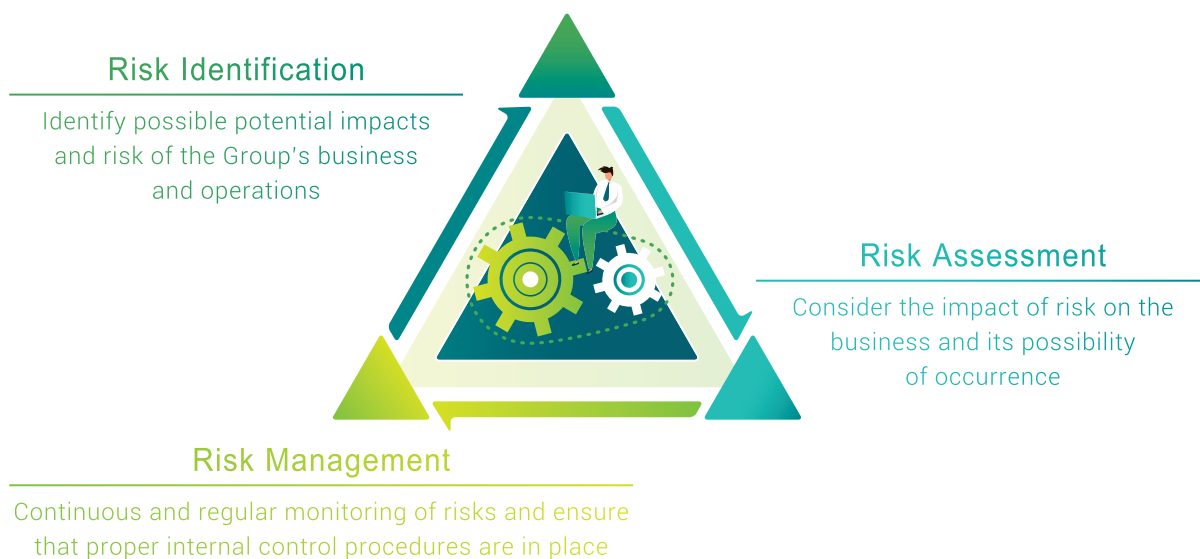 Risk Identification
Identify possible potential impacts
and risk of the Group's business
and operations
Risk Assessment
Consider the impact of risk on the
business and its possibility
of occurrence
Risk Management
Continuous and regular monitoring of risks and ensure
that proper internal control procedures are in place